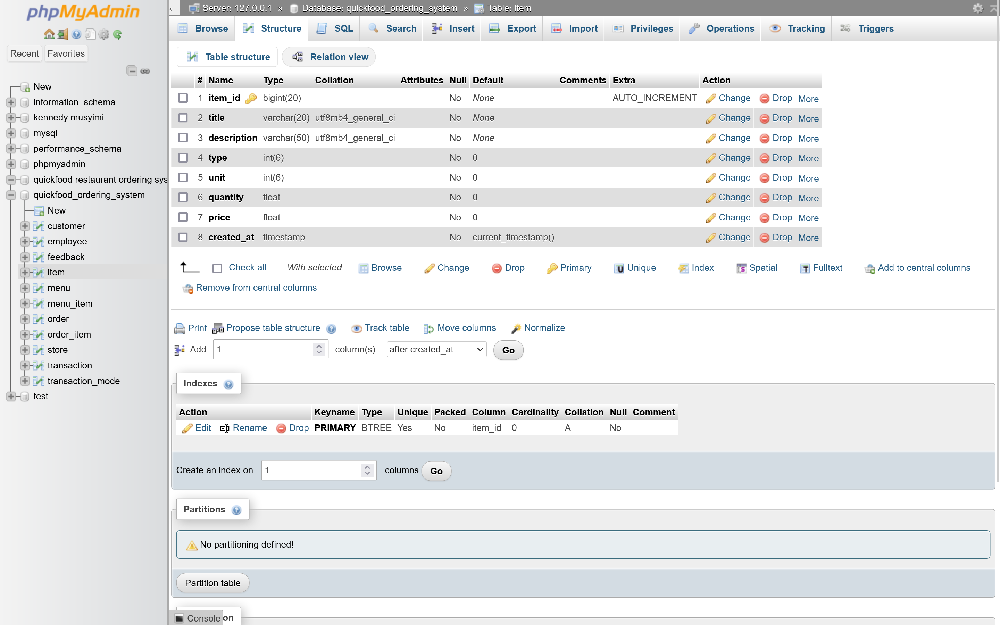 phpMyAdmin
Recent Favorites
New
information_schema
kennedy musyimi
mysql
performance_schema
phpmyadmin
quickfood restaurant ordering sys
quickfood_ordering_system
New
customer
employee
feedback
item
menu
menu_item
order
order_item
store
transaction
transaction_mode
test
← Server: 127.0.0.1 » Database: quickfood_ordering_system » Table: item
Browse Structure SQL Search Insert Export Import Privileges Operations Tracking Triggers
Table structure Relation view
# Name Type Collation Attributes Null Default Comments Extra Action
1 item_id bigint(20) No None AUTO_INCREMENT Change Drop More
2 title varchar(20) utf8mb4_general_ci No None Change Drop More
3 description varchar(50) utf8mb4_general_ci No None Change Drop More
4 type int(6) No 0 Change Drop More
5 unit int(6) No 0 Change Drop More
6 quantity float No 0 Change Drop More
7 price float No 0 Change Drop More
8 created_at timestamp No current_timestamp() Change Drop More
Check all With selected: Browse Change Drop Primary Unique Index Spatial Fulltext Add to central columns
Remove from central columns
Print Propose table structure Track table Move columns Normalize
Add 1 column(s) after created_at Go
Indexes
Action Keyname Type Unique Packed Column Cardinality Collation Null Comment
Edit Rename Drop PRIMARY BTREE Yes No item_id 0 A No
Create an index on 1 columns Go
Partitions
No partitioning defined!
Partition table
Console on